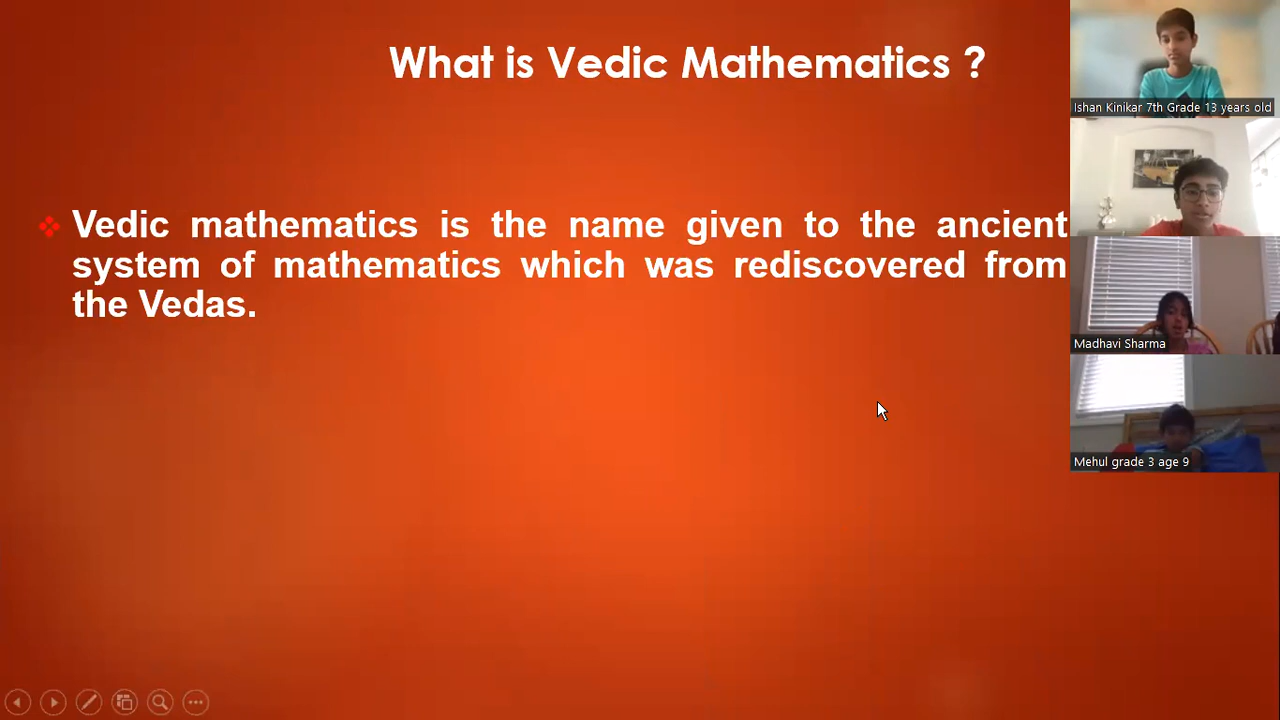 What is Vedic Mathematics ?
Vedic mathematics is the name given to the ancient
system of mathematics which was rediscovered from
the Vedas.
Ishan Kinikar 7th Grade 13 years old
Madhavi Sharma
Mehul grade 3 age 9